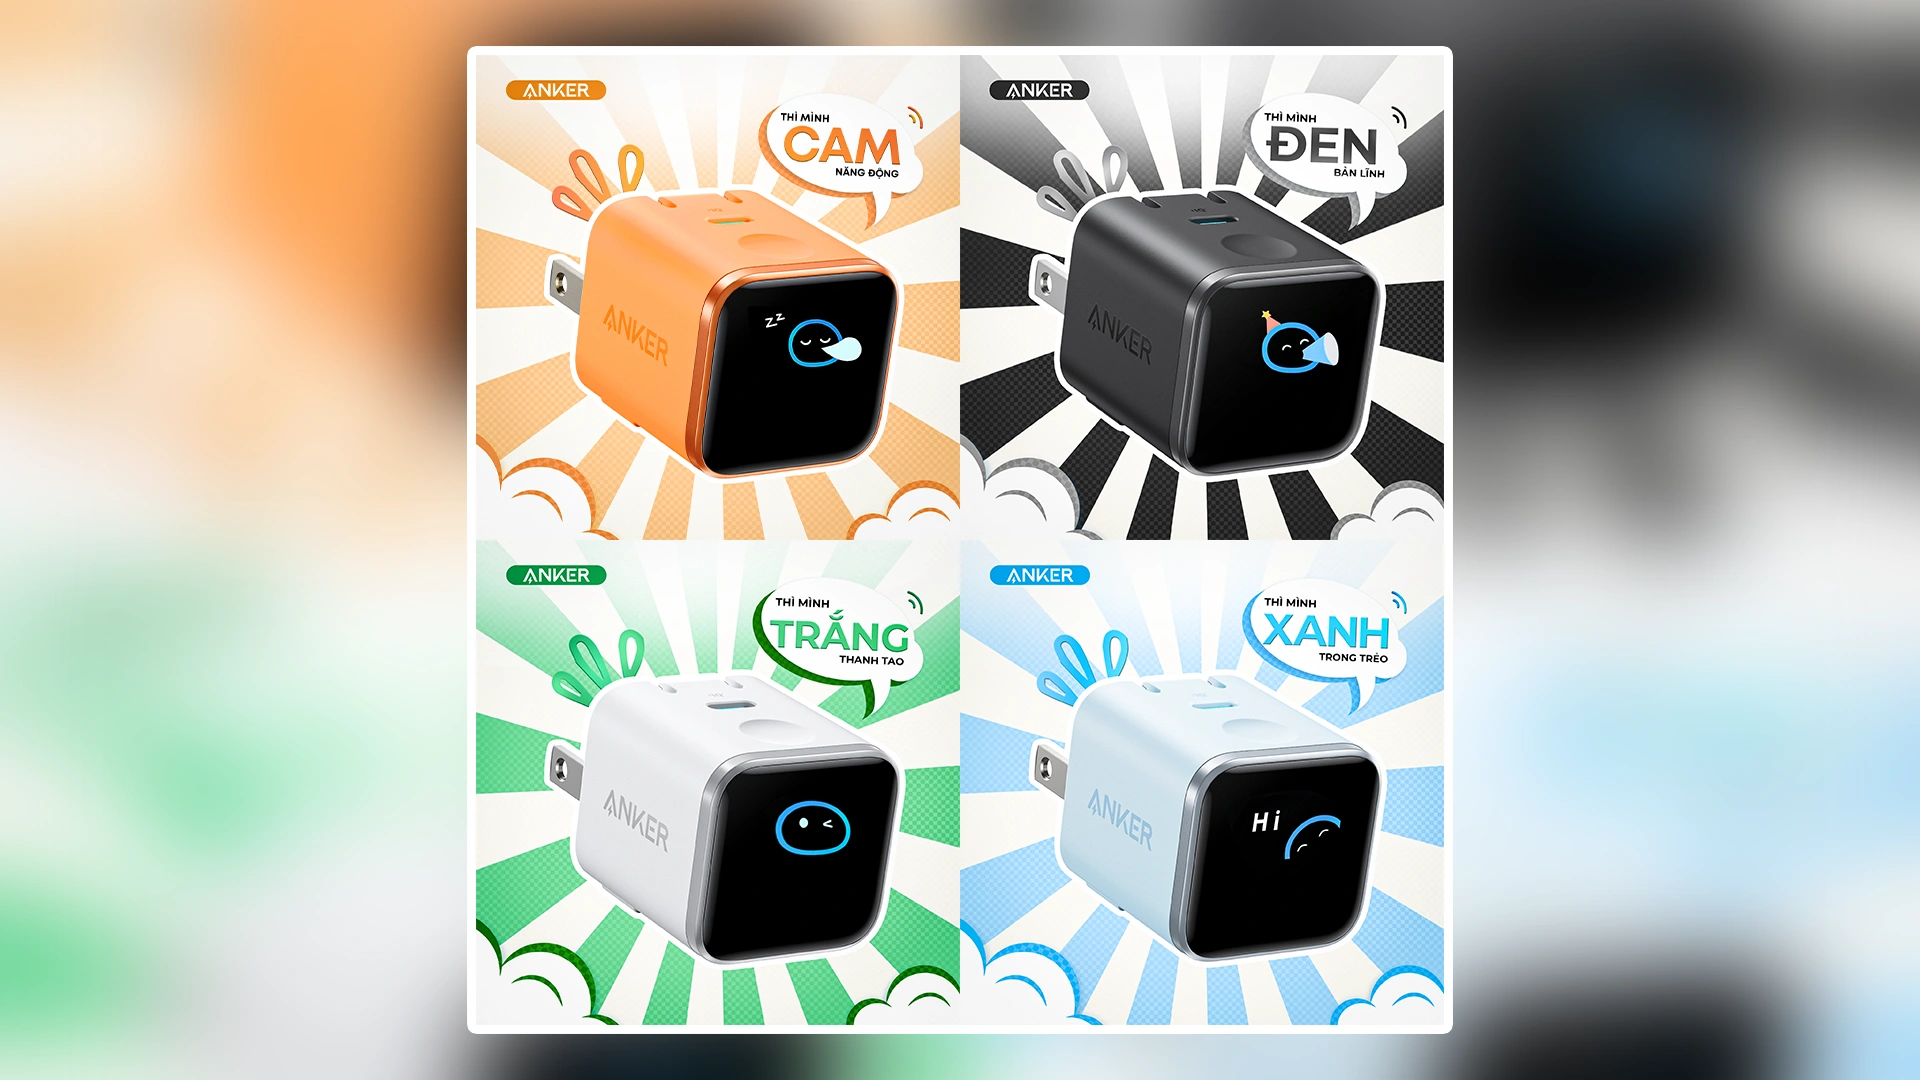 ANKER
THÌ MÌNH
CAM
NĂNG ĐỘNG
ANKER
zz
ANKER
THÌ MÌNH
ĐEN
BẢN LĨNH
ANKER
ANKER
THÌ MÌNH
TRẮNG
THANH TAO
ANKER
ANKER
THÌ MÌNH
XANH
TRONG TRẺO
ANKER
Hi